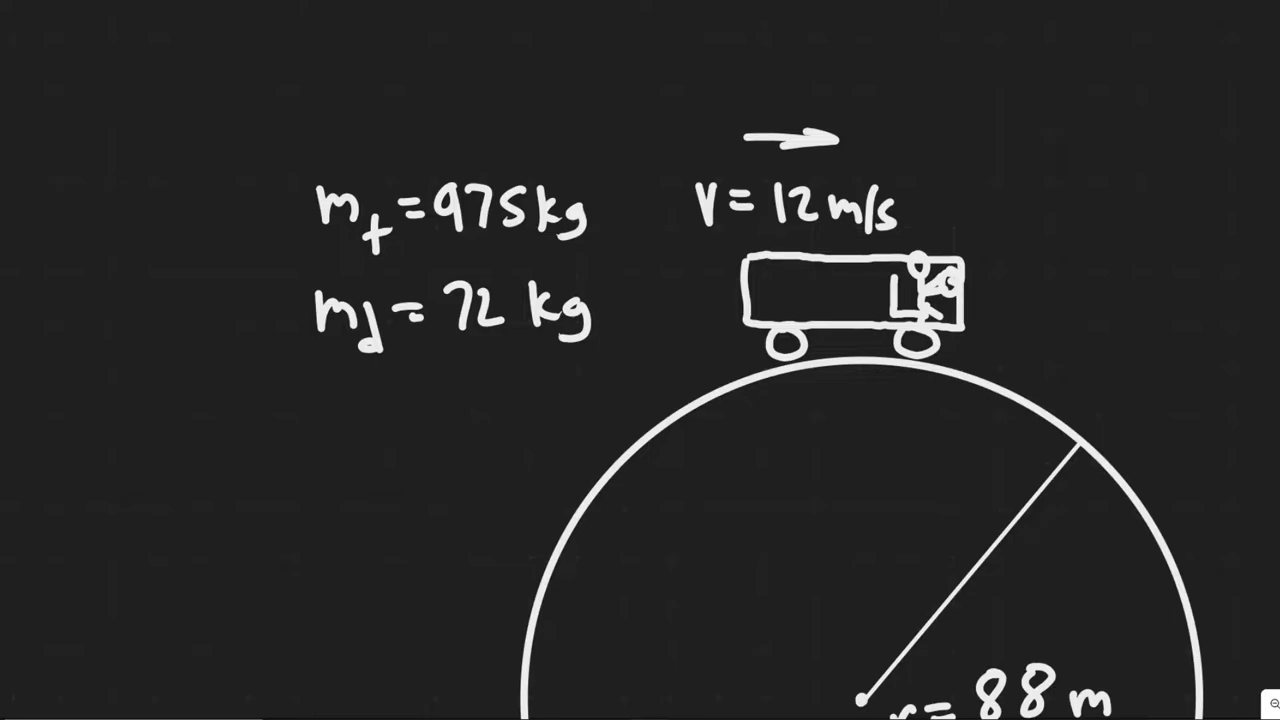 m_t = 975 kg
v = 12 m/s
m_d = 72 kg
r = 88 m